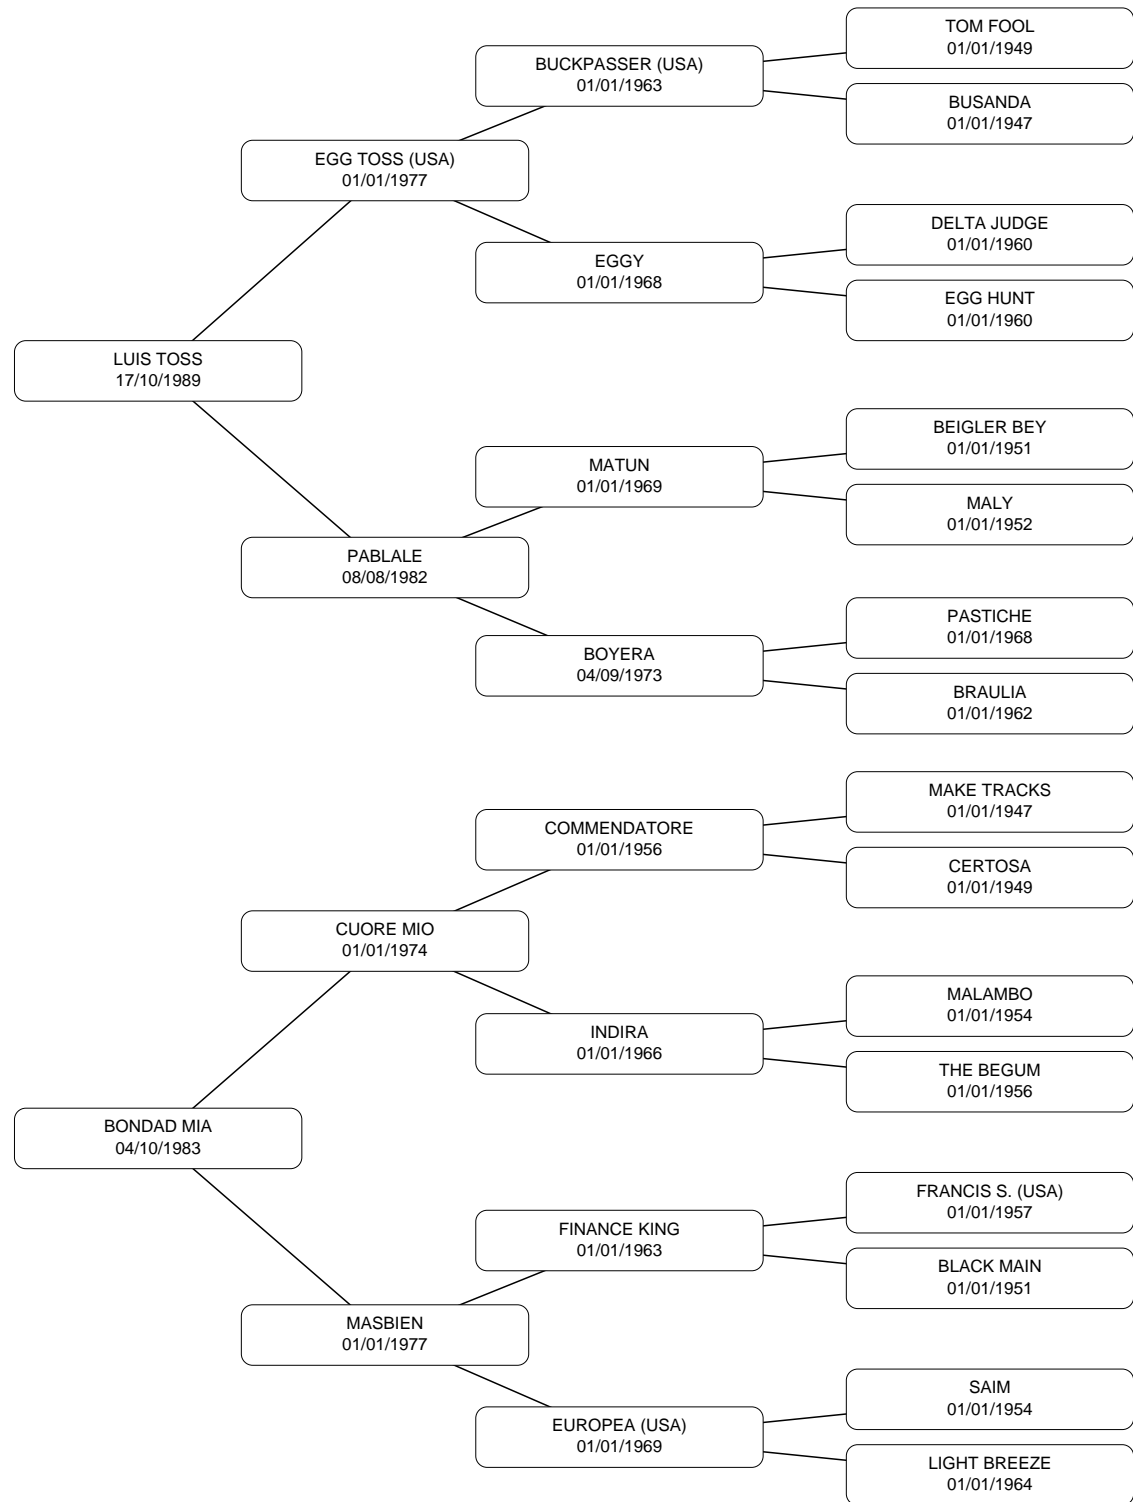 TOM FOOL
01/01/1949
BUCKPASSER (USA)
01/01/1963
BUSANDA
01/01/1947
EGG TOSS (USA)
01/01/1977
DELTA JUDGE
01/01/1960
EGGY
01/01/1968
EGG HUNT
01/01/1960
LUIS TOSS
17/10/1989
BEIGLER BEY
01/01/1951
MATUN
01/01/1969
MALY
01/01/1952
PABLALE
08/08/1982
PASTICHE
01/01/1968
BOYERA
04/09/1973
BRAULIA
01/01/1962
MAKE TRACKS
01/01/1947
COMMENDATORE
01/01/1956
CERTOSA
01/01/1949
CUORE MIO
01/01/1974
MALAMBO
01/01/1954
INDIRA
01/01/1966
THE BEGUM
01/01/1956
BONDAD MIA
04/10/1983
FRANCIS S. (USA)
01/01/1957
FINANCE KING
01/01/1963
BLACK MAIN
01/01/1951
MASBIEN
01/01/1977
SAIM
01/01/1954
EUROPEA (USA)
01/01/1969
LIGHT BREEZE
01/01/1964